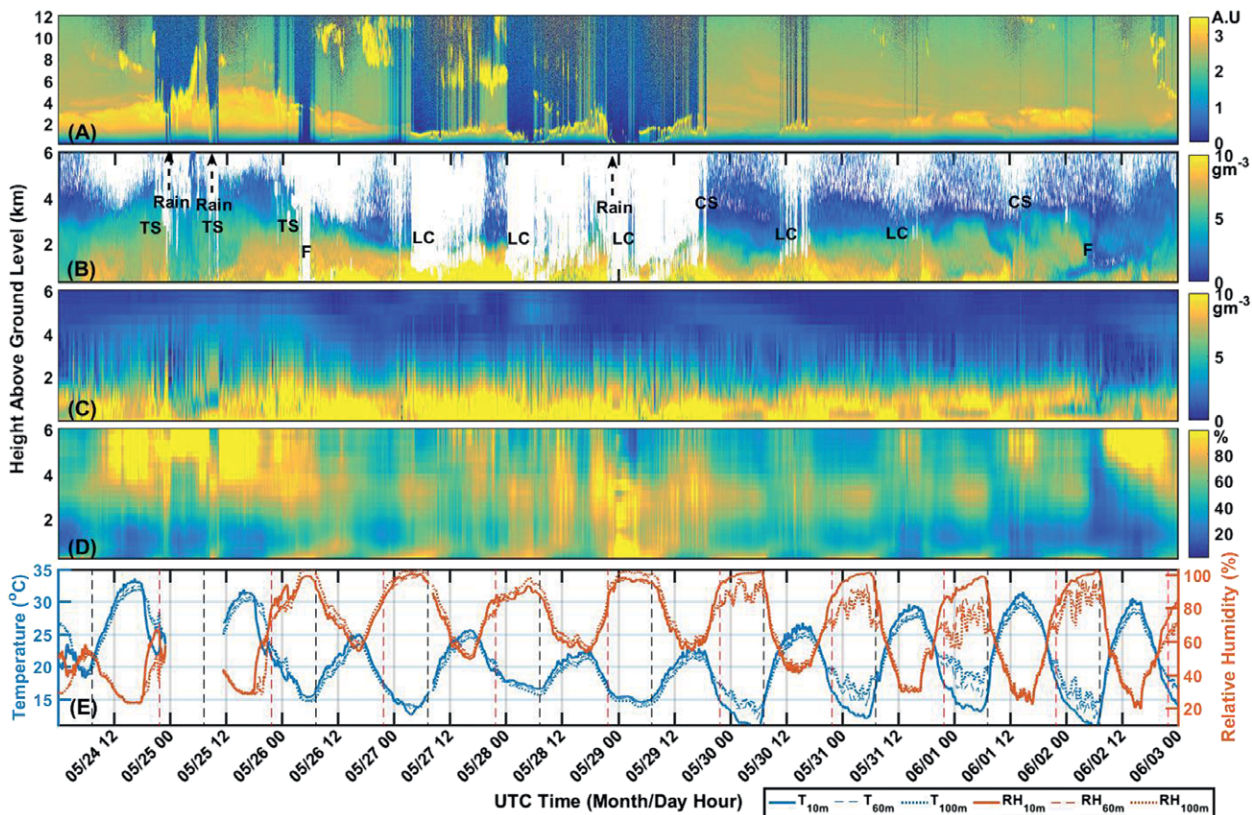 12
10
8
6
4
2
(A)
A.U
3
2
1
0
6
4
2
(B)
Rain
TS
Rain
TS
TS
F
LC
LC
Rain
LC
CS
LC
LC
CS
F
10
gm-3
5
0
6
4
2
(C)
10
gm-3
5
0
6
4
2
(D)
%
80
60
40
20
Height Above Ground Level (km)
35
30
25
20
15
(E)
Temperature (oC)
100
80
60
40
20
Relative Humidity (%)
05/24 12
05/25 00
05/25 12
05/26 00
05/26 12
05/27 00
05/27 12
05/28 00
05/28 12
05/29 00
05/29 12
05/30 00
05/30 12
05/31 00
05/31 12
06/01 00
06/01 12
06/02 00
06/02 12
06/03 00
UTC Time (Month/Day Hour)
T10m T60m T100m RH10m RH60m RH100m